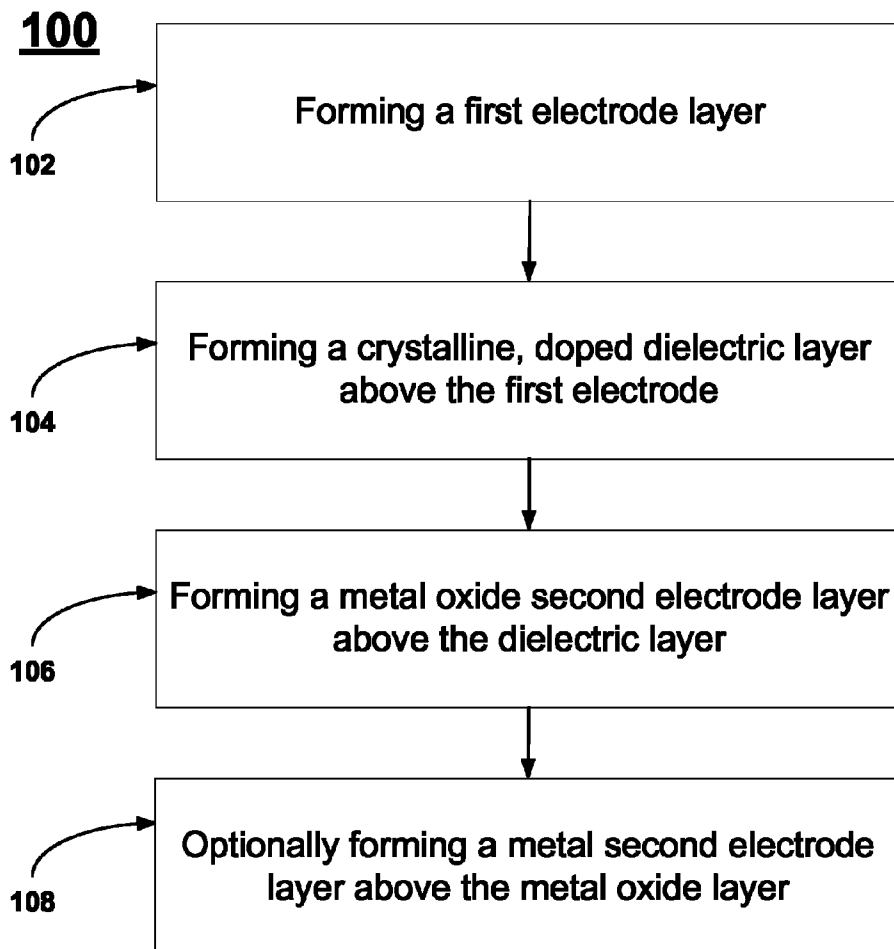 100
Forming a first electrode layer
102
Forming a crystalline, doped dielectric layer
above the first electrode
104
Forming a metal oxide second electrode layer
above the dielectric layer
106
Optionally forming a metal second electrode
layer above the metal oxide layer
108